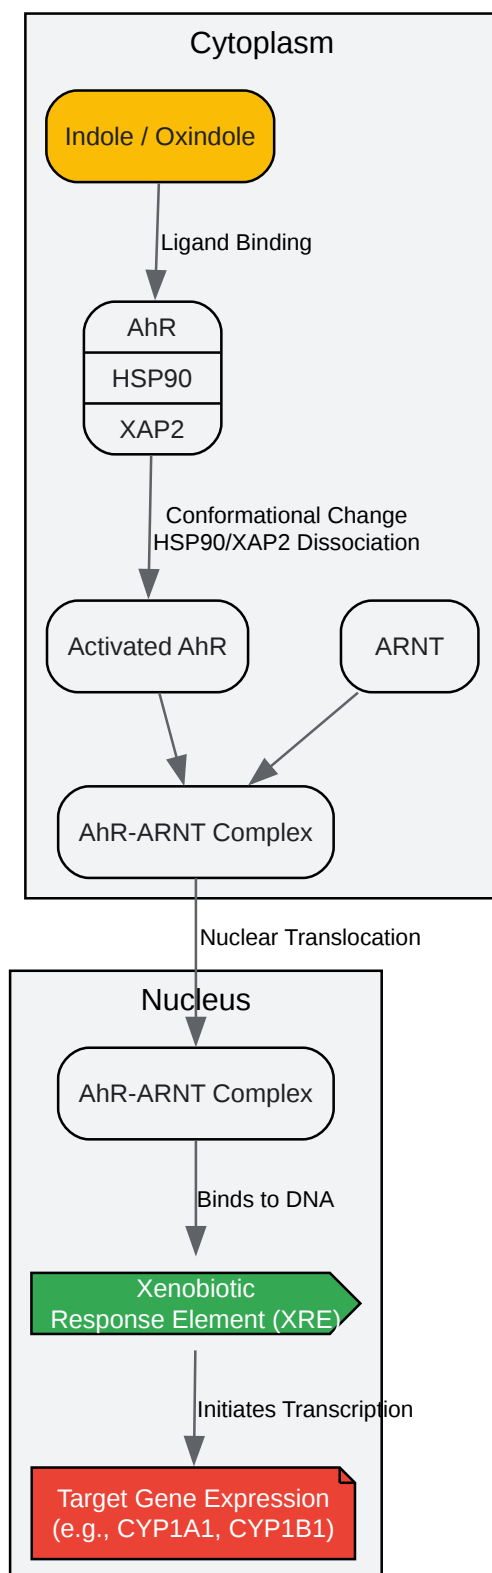 Cytoplasm
Indole / Oxindole
Ligand Binding
AhR
HSP90
XAP2
Conformational Change
HSP90/XAP2 Dissociation
Activated AhR
ARNT
AhR-ARNT Complex
Nuclear Translocation
Nucleus
AhR-ARNT Complex
Binds to DNA
Xenobiotic
Response Element (XRE)
Initiates Transcription
Target Gene Expression
(e.g., CYP1A1, CYP1B1)